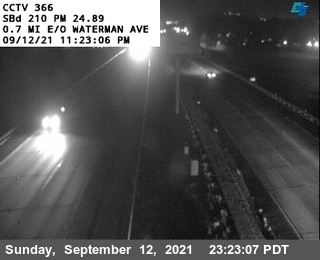 CCTV 366
SBd 210 PM 24.89
0.7 MI E/O WATERMAN AVE
09/12/21 11:23:06 PM
Sunday, September 12, 2021 23:23:07 PDT